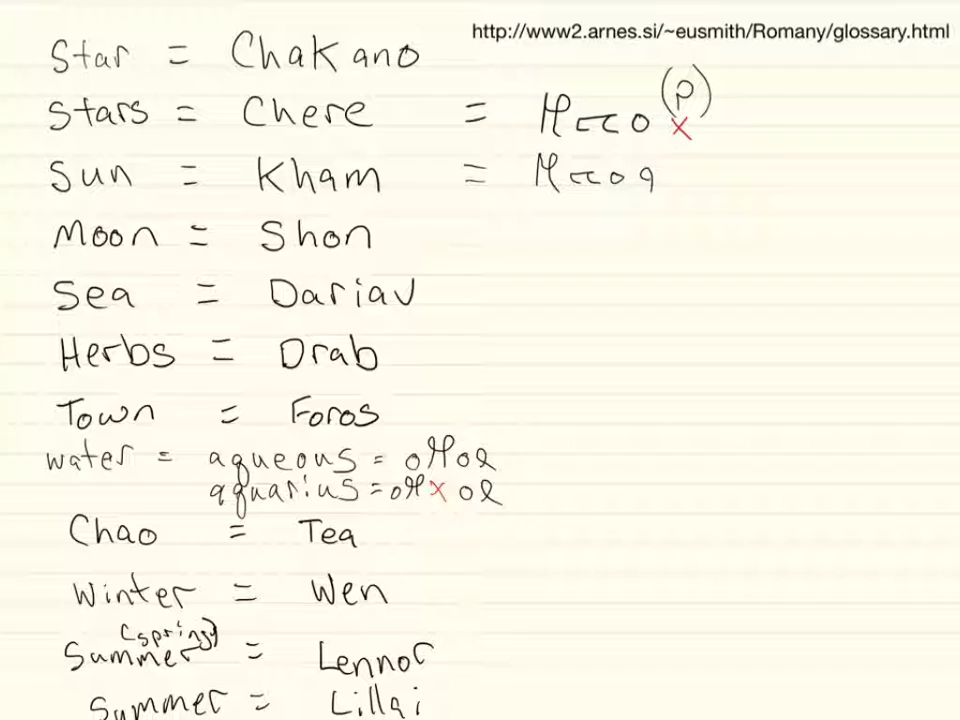 http://www2.arnes.si/~eusmith/Romany/glossary.html
Star = Chakano
Stars = Chere =
Sun = Kham =
Moon = Shon
Sea = Dariav
Herbs = Drab
Town = Foros
water = aqueous =
aquarius =
Chao = Tea
Winter = Wen
(spring)
Summer = Lennor
Summer = Lillai